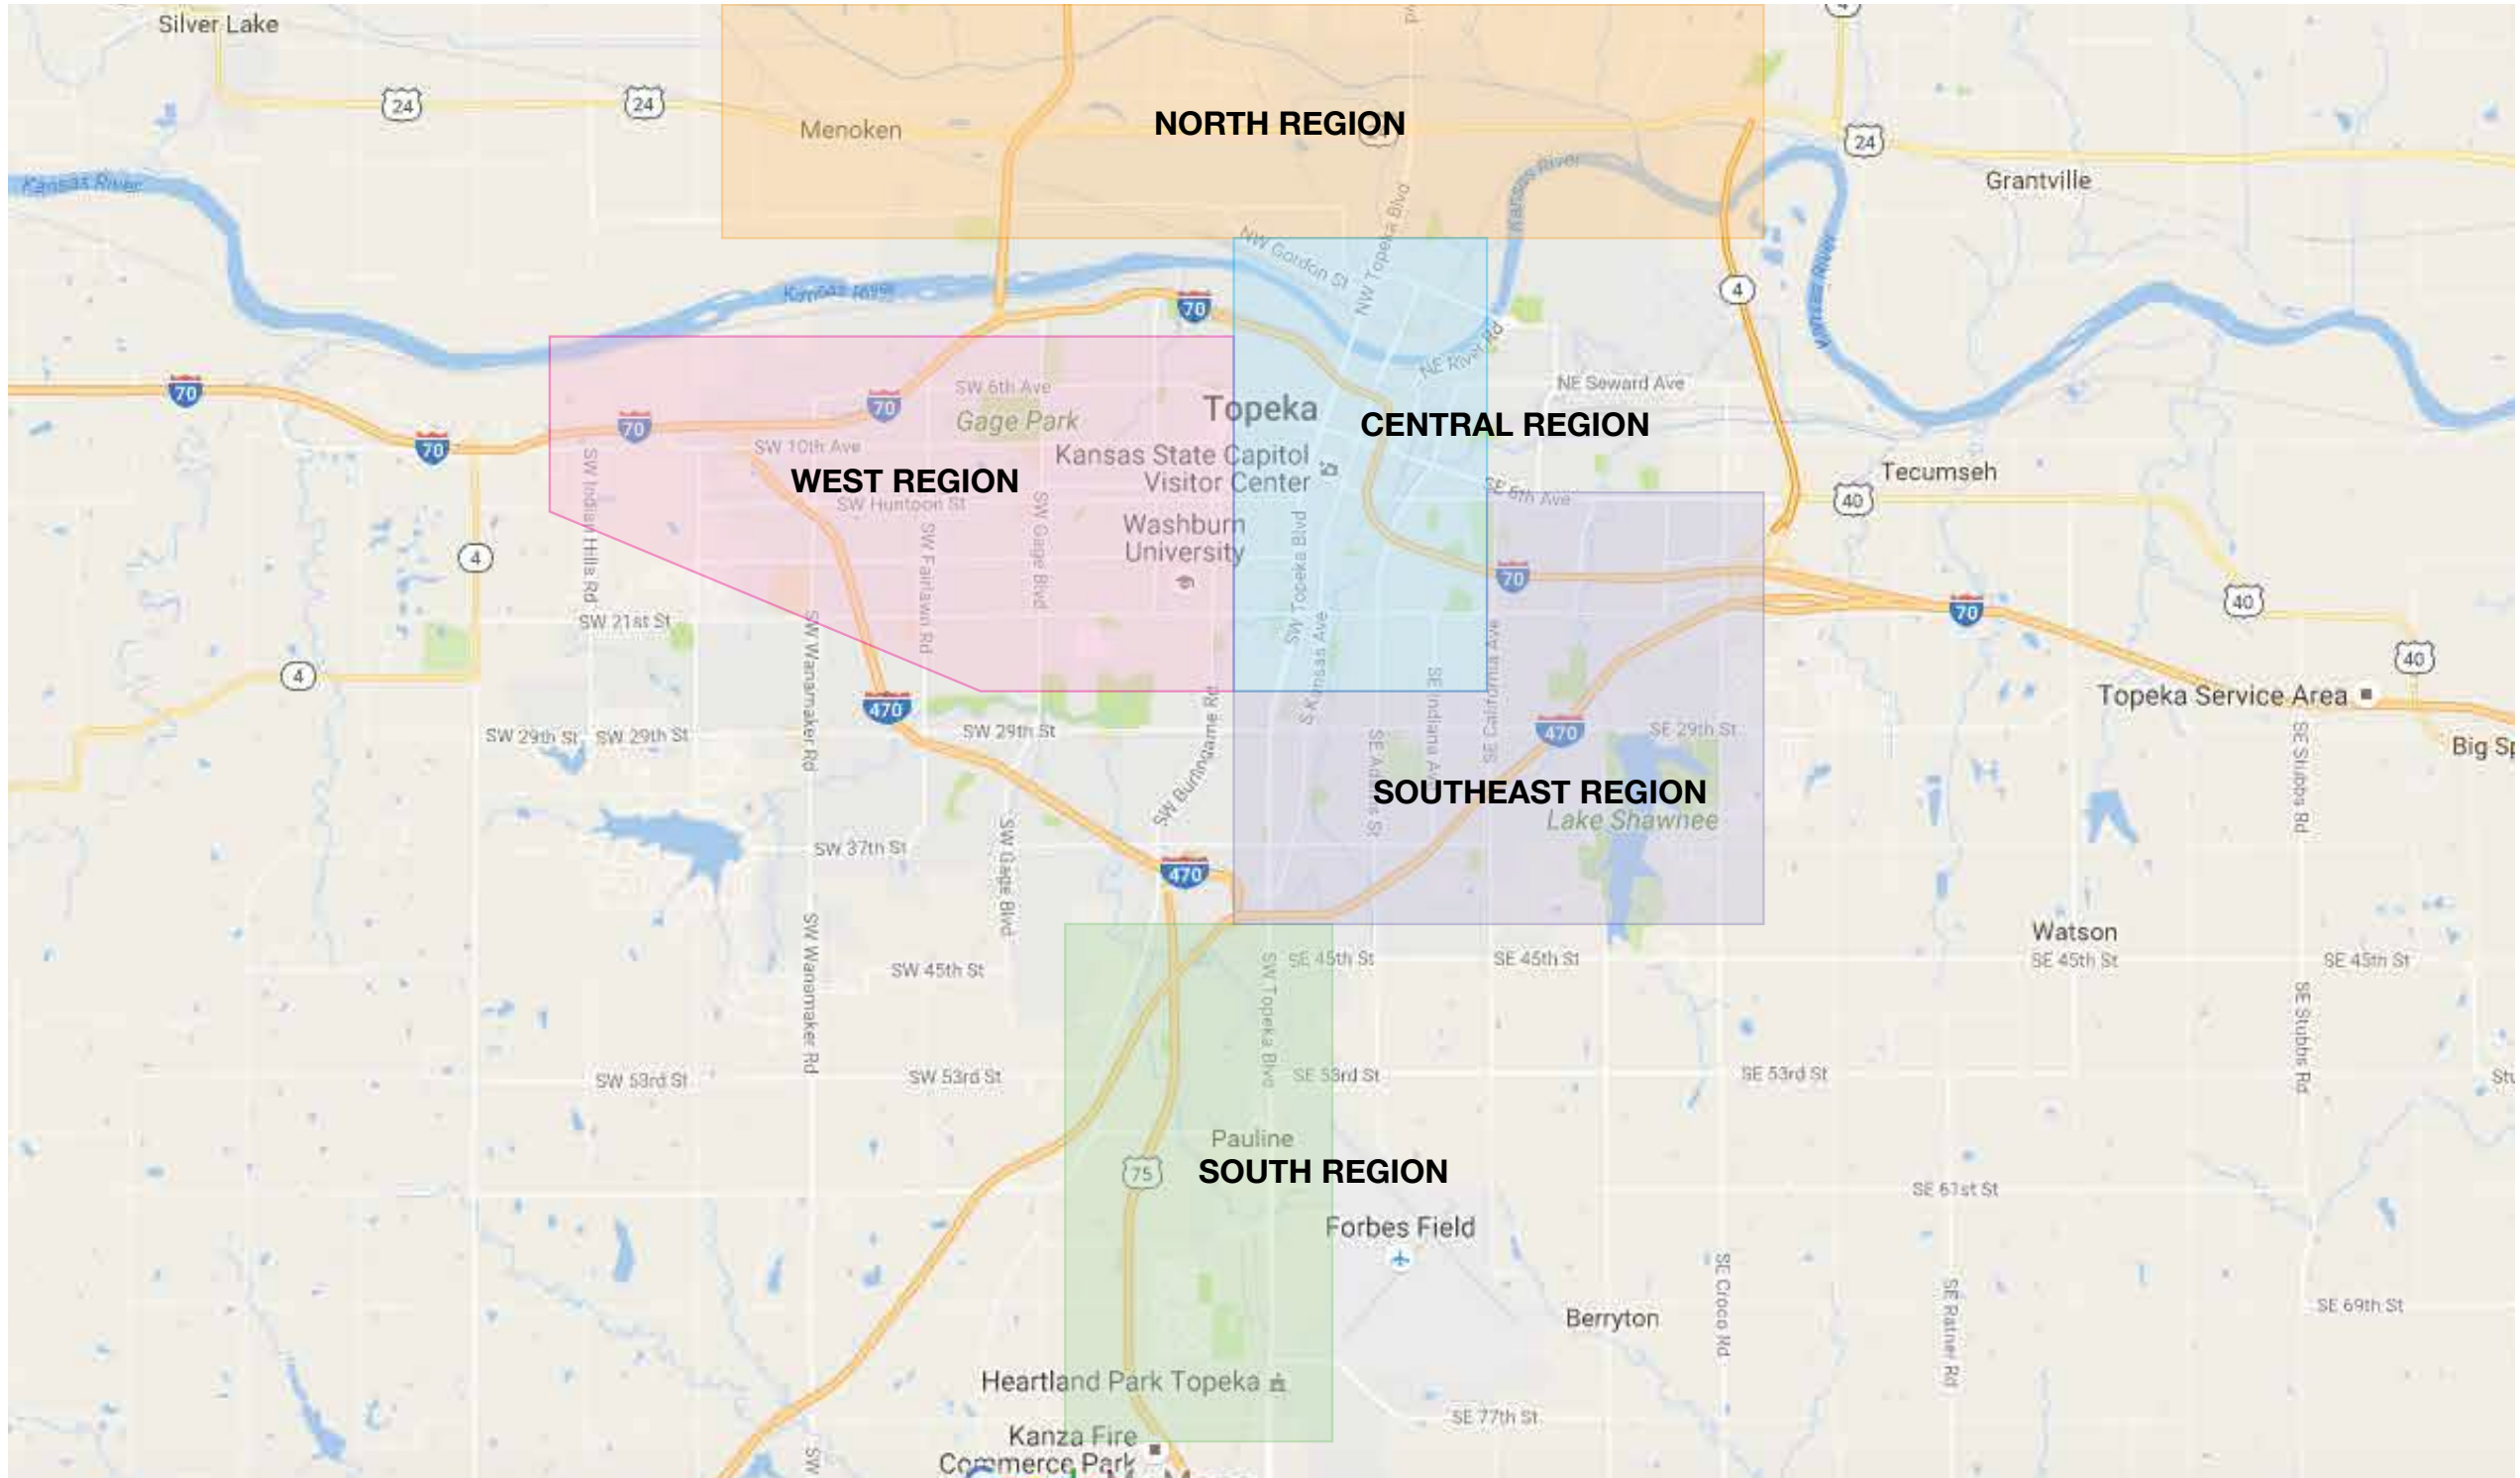 Silver Lake
4
24
24
Menoken
NORTH REGION
24
Kansas River
Kansas River
Grantville
NW Gordon St
NW Topeka Blvd
Kansas River
70
4
NE River Rd
70
70
70
70
SW 6th Ave
Gage Park
Topeka
NE Seward Ave
CENTRAL REGION
SW 10th Ave
WEST REGION
SW Huntoon St
Kansas State Capitol
Visitor Center
Washburn
University
SE 6th Ave
Tecumseh
40
4
SW Indian Hills Rd
SW Fairlawn Rd
SW Gage Blvd
SW Topeka Blvd
70
70
40
SW 21st St
SW Wanamaker Rd
S Kansas Ave
SE Indiana Ave
SE California Ave
40
4
470
Topeka Service Area
SW 29th St
SW 29th St
SW 29th St
SW Burlingame Rd
470
SE 29th St
SE Adams St
SE Stubbs Rd
Big Sp
SOUTHEAST REGION
Lake Shawnee
SW 37th St
SW Gage Blvd
470
Watson
SW 45th St
SE 45th St
SE 45th St
SE 45th St
SE 45th St
SW Wanamaker Rd
SW Topeka Blvd
SE Stubbs Rd
SW 53rd St
SW 53rd St
SE 53rd St
SE 53rd St
Stu
Pauline
75
SOUTH REGION
SE 61st St
Forbes Field
SE Croco Rd
SE Ratner Rd
Berryton
SE 69th St
Heartland Park Topeka
SE 77th St
Kanza Fire
Commerce Park
SW